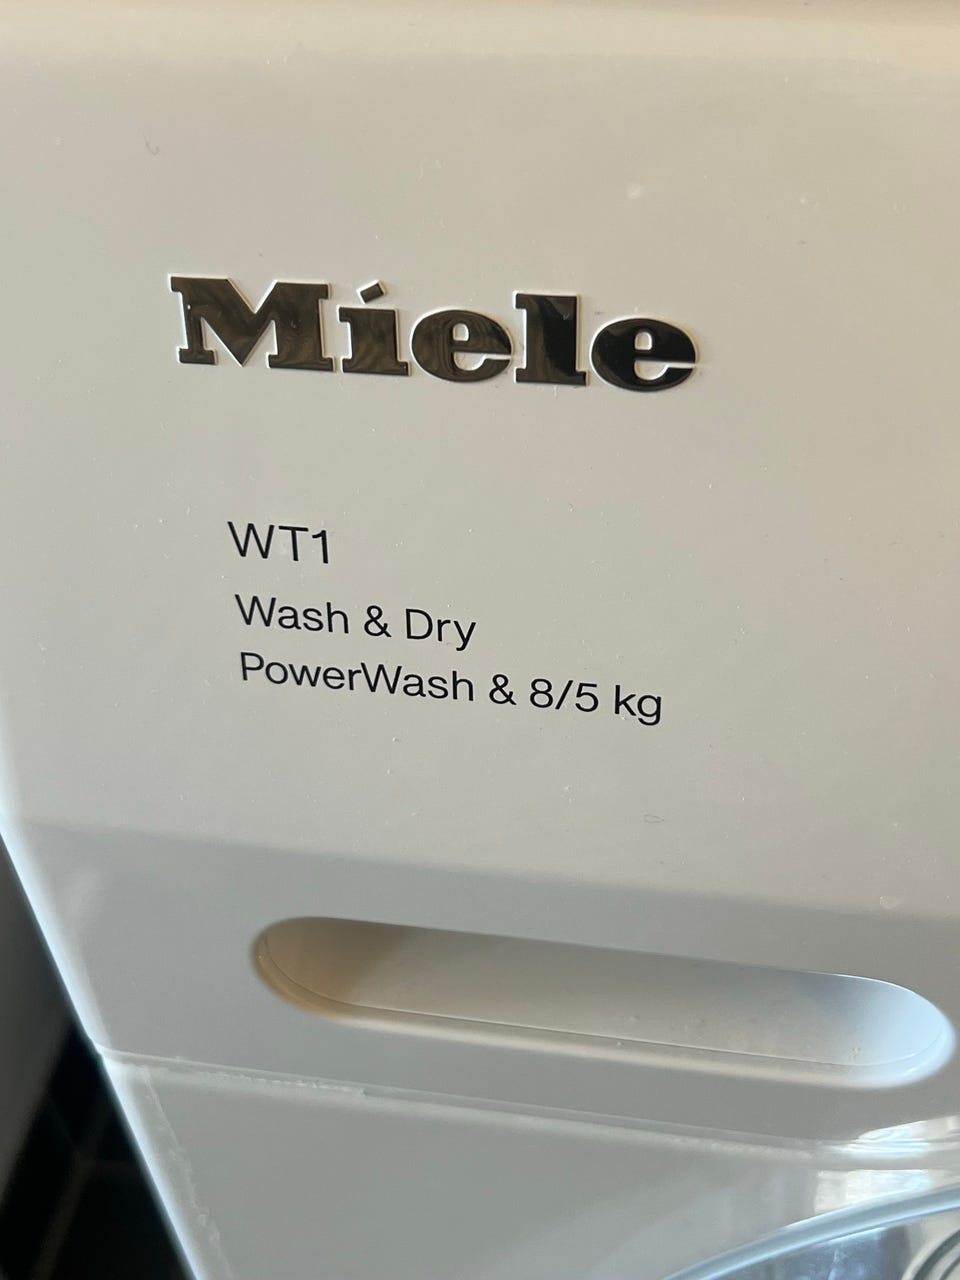 Miele
WT1
Wash & Dry
PowerWash & 8/5 kg